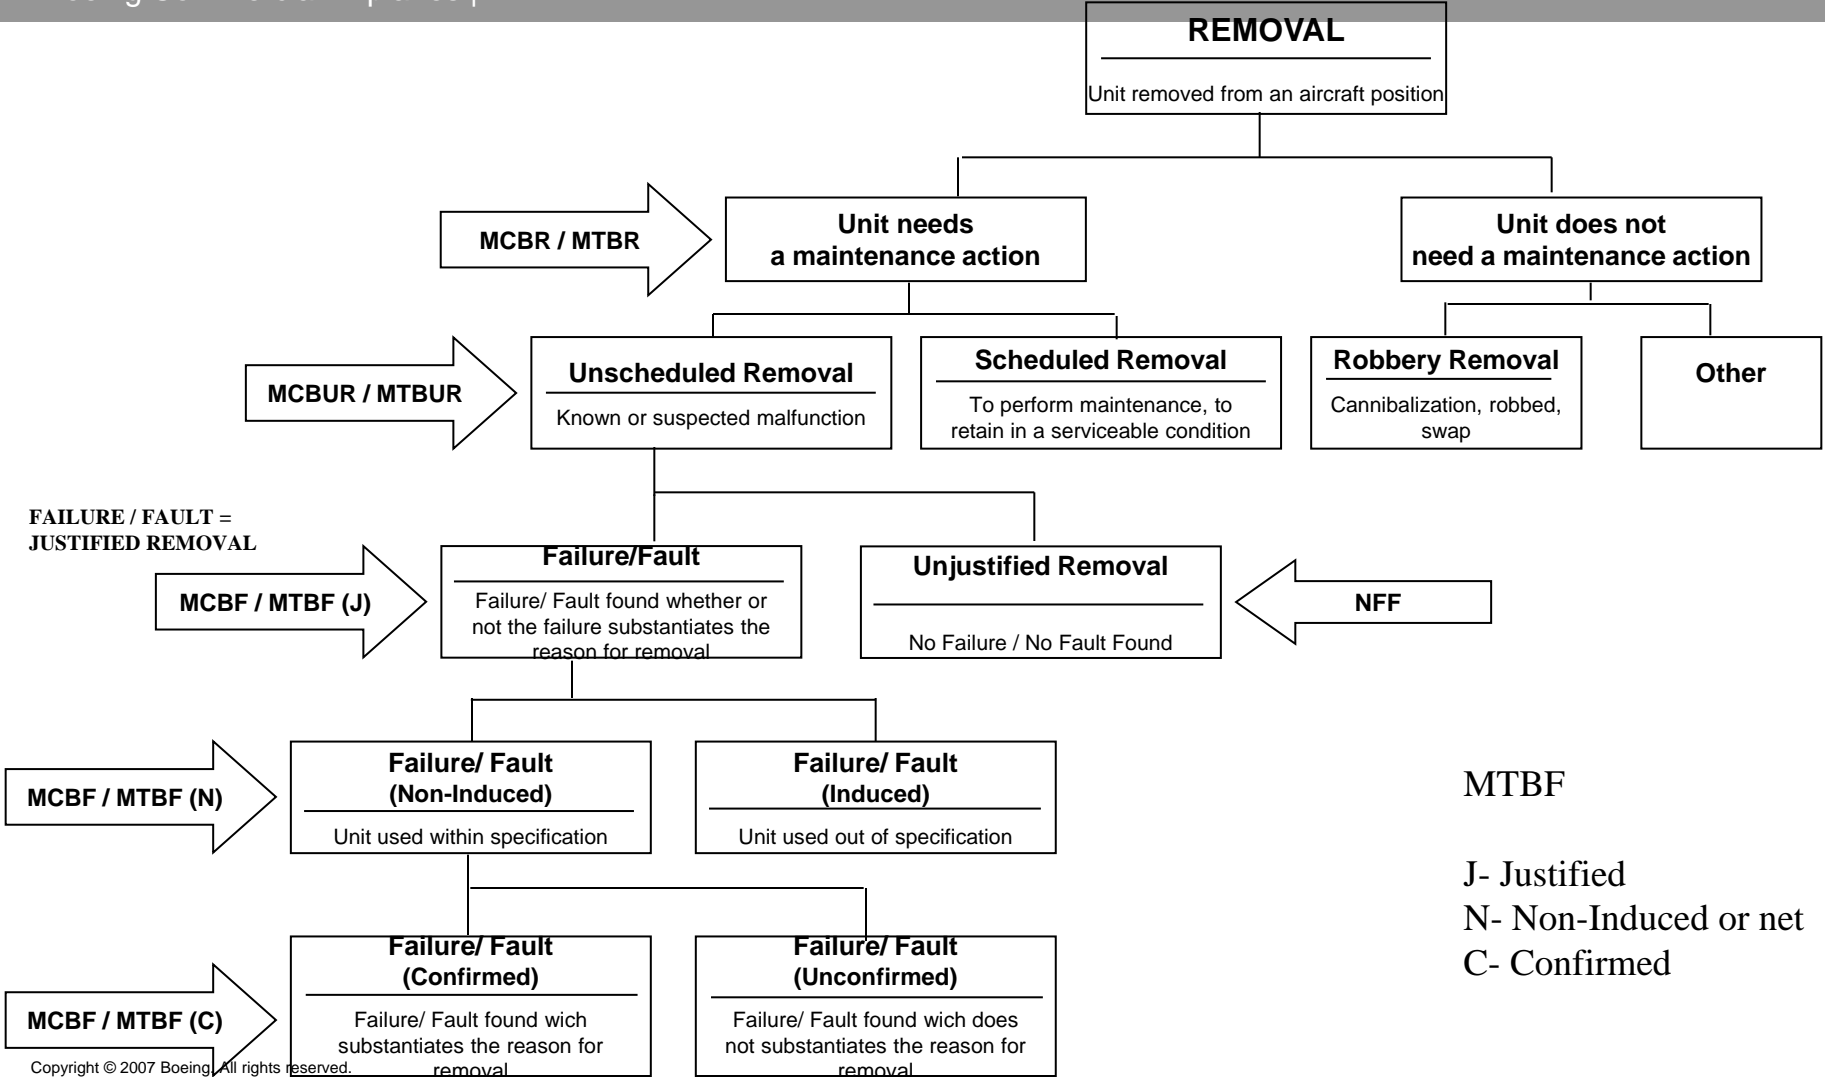 REMOVAL
Unit removed from an aircraft position
MCBR / MTBR
Unit needs
a maintenance action
Unit does not
need a maintenance action
MCBUR / MTBUR
Unscheduled Removal
Known or suspected malfunction
Scheduled Removal
To perform maintenance, to
retain in a serviceable condition
Robbery Removal
Cannibalization, robbed,
swap
Other
FAILURE / FAULT =
JUSTIFIED REMOVAL
MCBF / MTBF (J)
Failure/Fault
Failure/ Fault found whether or
not the failure substantiates the
reason for removal
Unjustified Removal
No Failure / No Fault Found
NFF
MCBF / MTBF (N)
Failure/ Fault
(Non-Induced)
Unit used within specification
Failure/ Fault
(Induced)
Unit used out of specification
MTBF
J- Justified
N- Non-Induced or net
C- Confirmed
MCBF / MTBF (C)
Failure/ Fault
(Confirmed)
Failure/ Fault found wich
substantiates the reason for
removal
Failure/ Fault
(Unconfirmed)
Failure/ Fault found wich does
not substantiates the reason for
removal
Copyright © 2007 Boeing. All rights reserved.